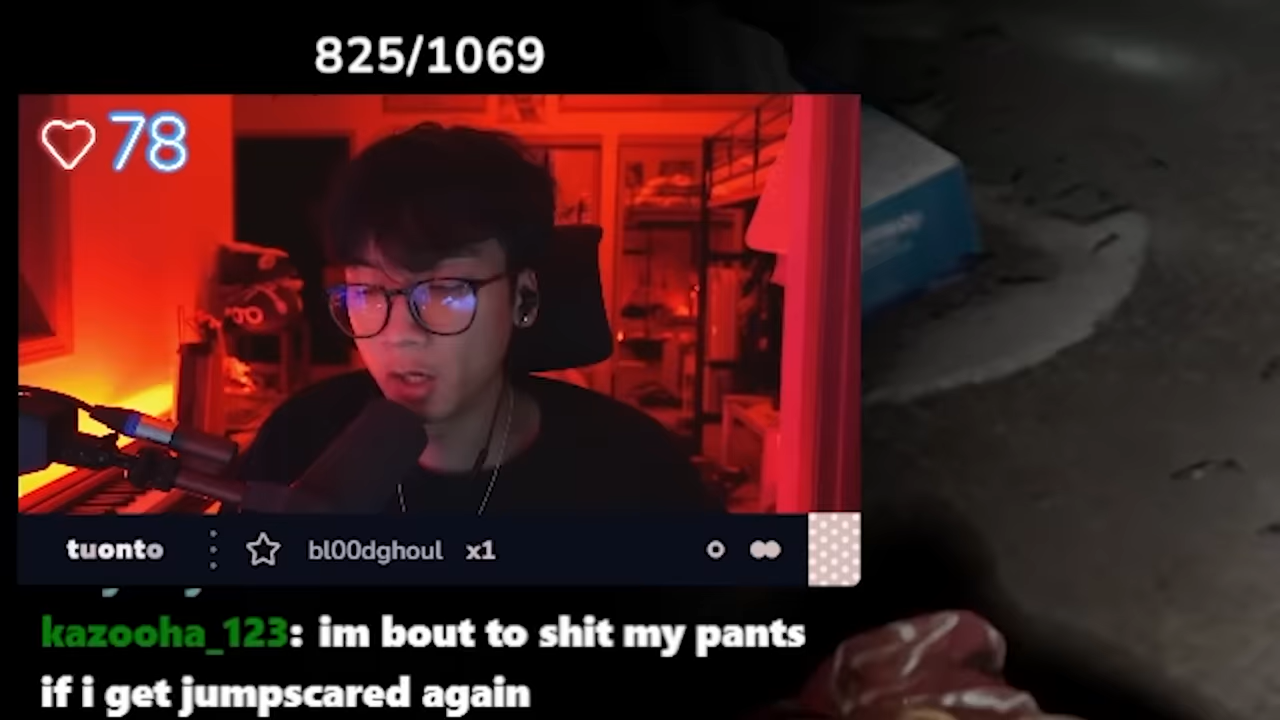 825/1069
78
tuonto bl00dghoul x1
kazooha_123: im bout to shit my pants
if i get jumpscared again